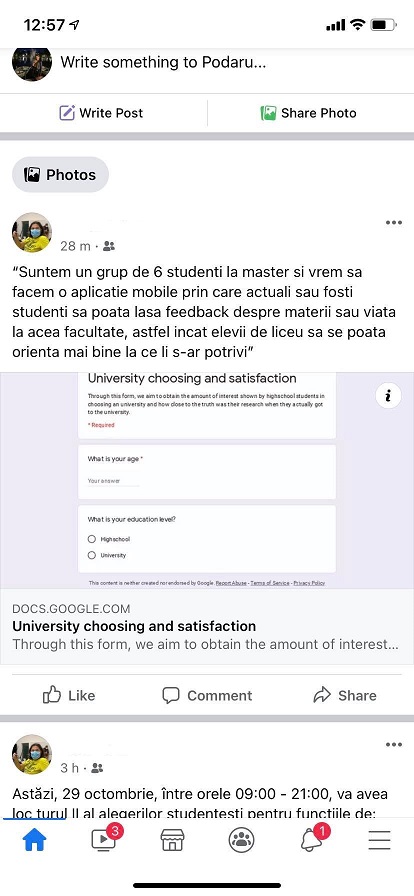 12:57
Write something to Podaru...
Write Post
Share Photo
Photos
28 m ·
“Suntem un grup de 6 studenti la master si vrem sa
facem o aplicatie mobile prin care actuali sau fosti
studenti sa poata lasa feedback despre materii sau viata
la acea facultate, astfel incat elevii de liceu sa se poata
orienta mai bine la ce li s-ar potrivi”
University choosing and satisfaction
Through this form, we aim to obtain the amount of interest shown by highschool students in
choosing an university and how close to the truth was their research when they actually got
to the university.
* Required
What is your age *
Your answer
What is your education level?
Highschool
University
This content is neither created nor endorsed by Google. Report Abuse - Terms of Service - Privacy Policy
DOCS.GOOGLE.COM
University choosing and satisfaction
Through this form, we aim to obtain the amount of interest...
Like
Comment
Share
3 h ·
Astăzi, 29 octombrie, între orele 09:00 - 21:00, va avea
loc turul II al alegerilor studențești pentru funcțiile de:
3
1